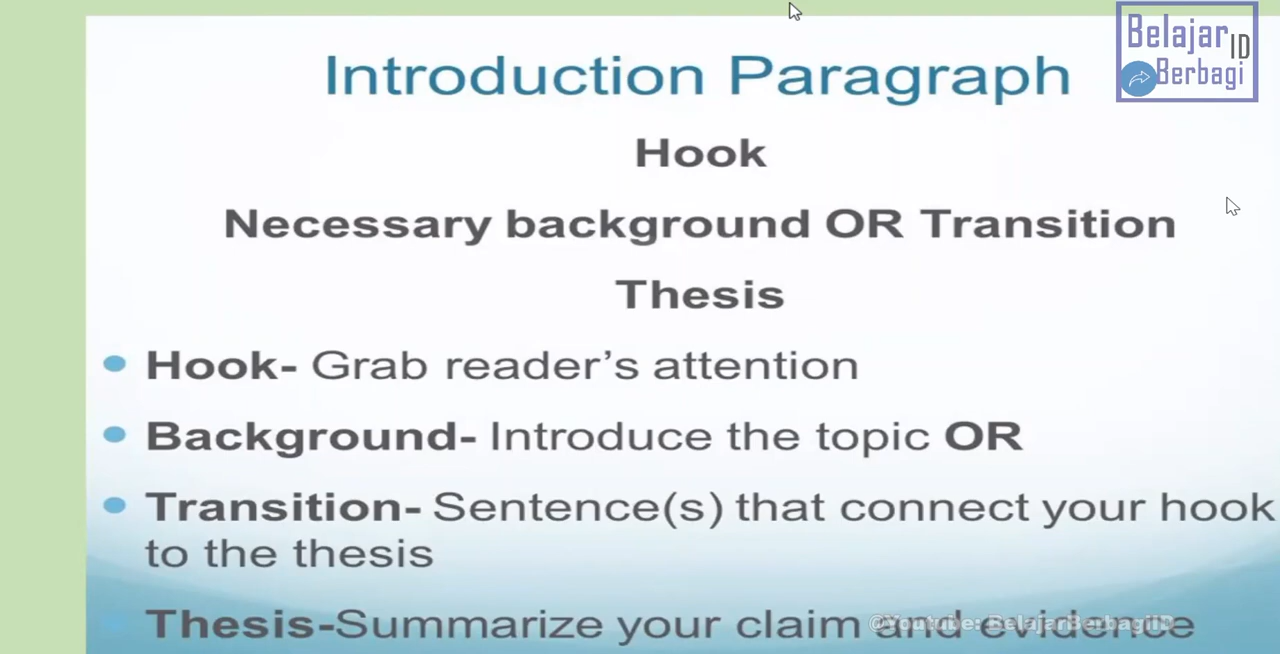 Belajar ID
Berbagi
Introduction Paragraph
Hook
Necessary background OR Transition
Thesis
Hook- Grab reader's attention
Background- Introduce the topic OR
Transition- Sentence(s) that connect your hook
to the thesis
Thesis-Summarize your claim and evidence
@Youtube: BelajarBerbagiID